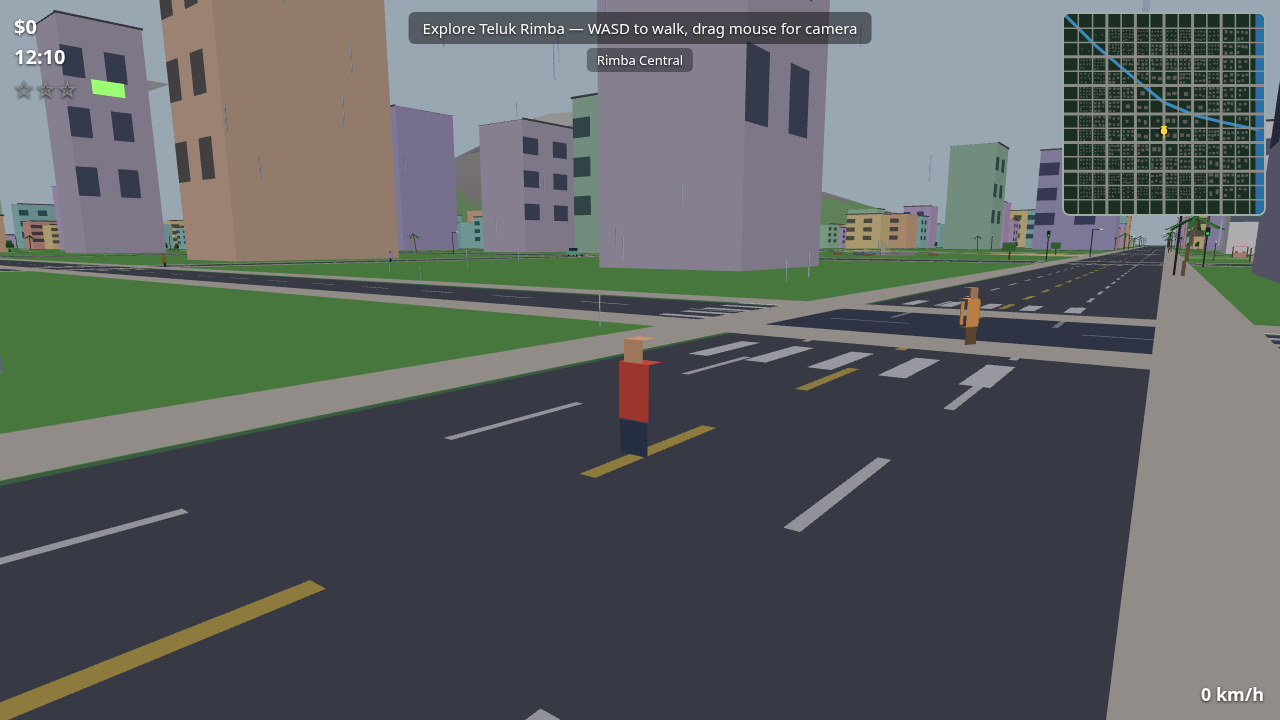 $0
12:10
Explore Teluk Rimba — WASD to walk, drag mouse for camera
Rimba Central
0 km/h